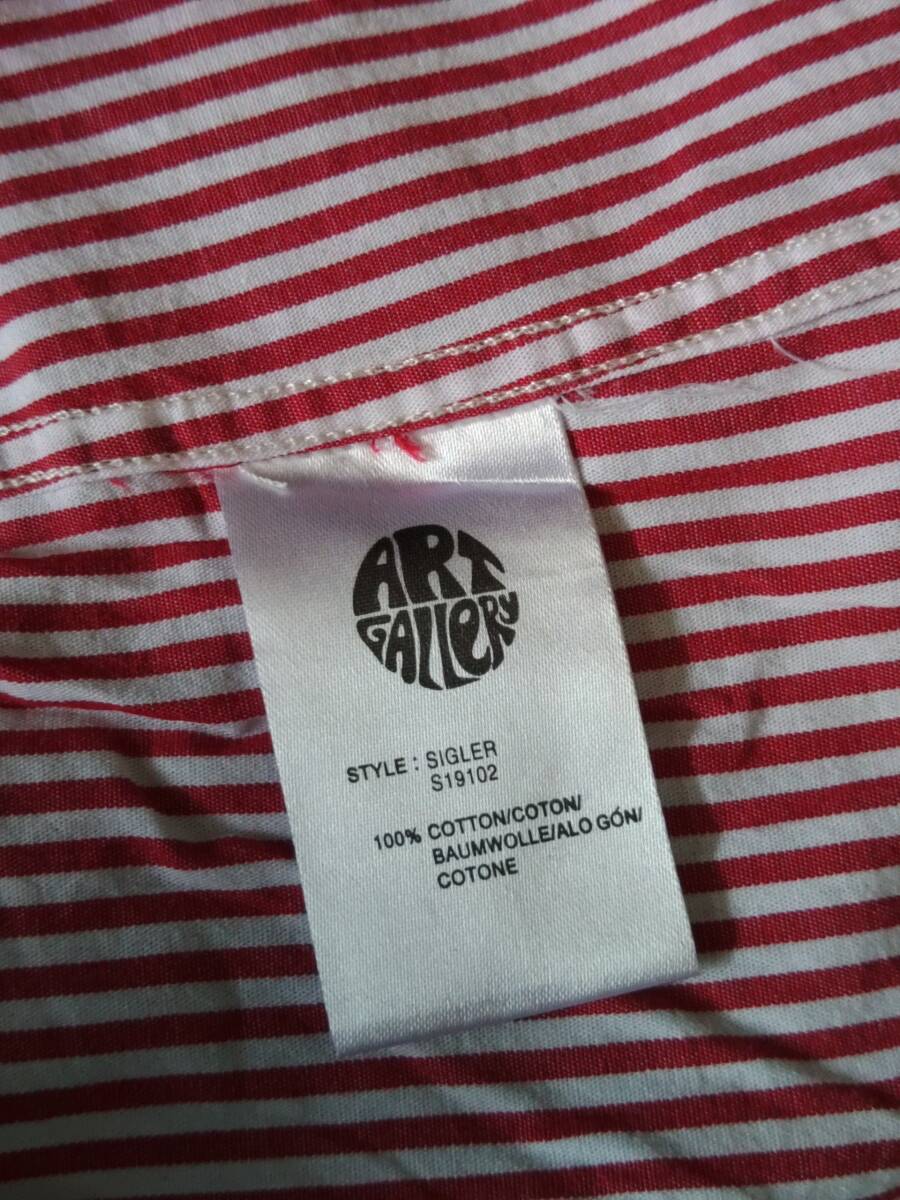 ART
GALLERY
STYLE : SIGLER
S19102
100% COTTON/COTON/
BAUMWOLLE/ALO GÓN/
COTONE